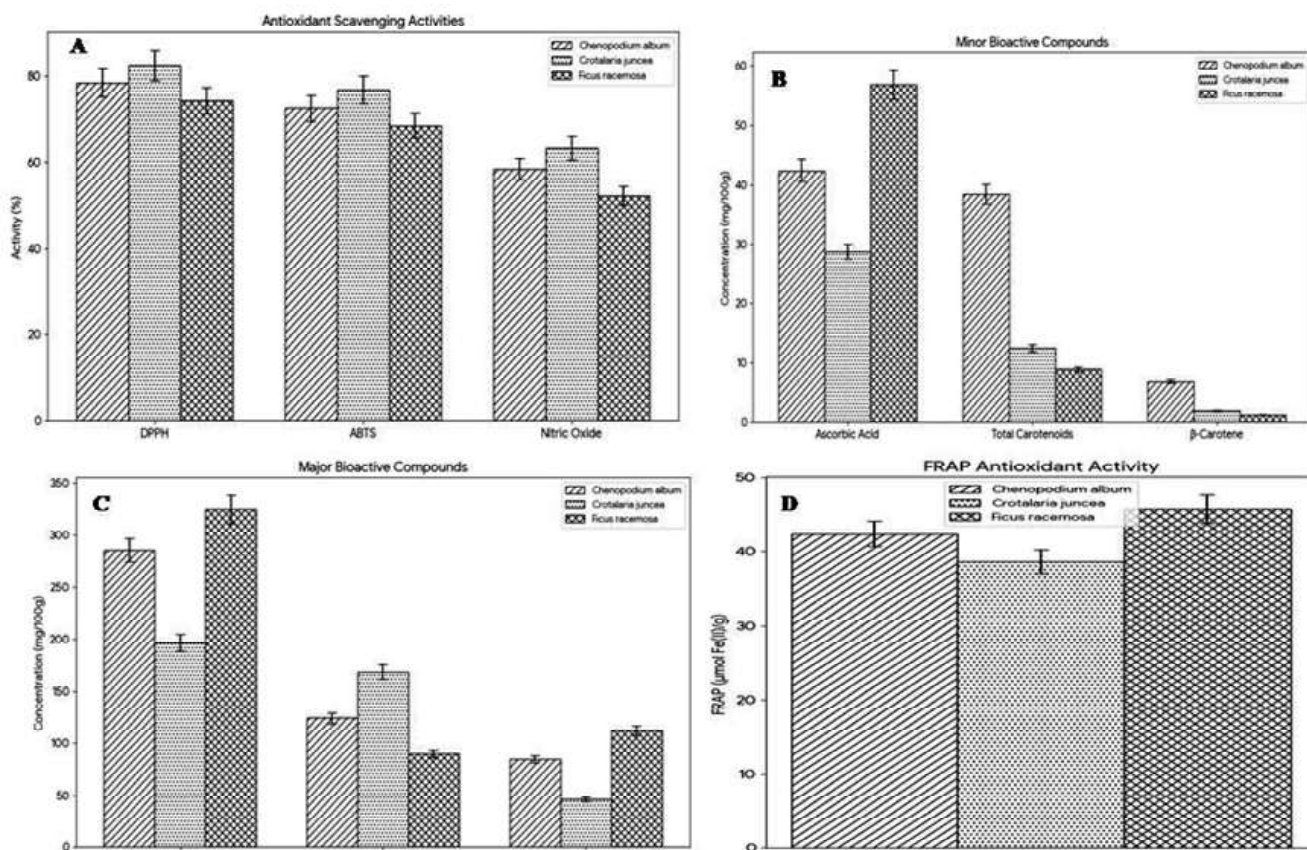 Antioxidant Scavenging Activities
A
Chenopodium album
Crotalaria juncea
Ficus racemosa
Activity (%)
80
60
40
20
0
DPPH
ABTS
Nitric Oxide
Minor Bioactive Compounds
B
Chenopodium album
Crotalaria juncea
Ficus racemosa
Concentration (mg/100g)
60
50
40
30
20
10
0
Ascorbic Acid
Total Carotenoids
β-Carotene
Major Bioactive Compounds
C
Chenopodium album
Crotalaria juncea
Ficus racemosa
Concentration (mg/100g)
350
300
250
200
150
100
50
0
FRAP Antioxidant Activity
D
Chenopodium album
Crotalaria juncea
Ficus racemosa
FRAP (µmol Fe(II)/g)
50
40
30
20
10
0